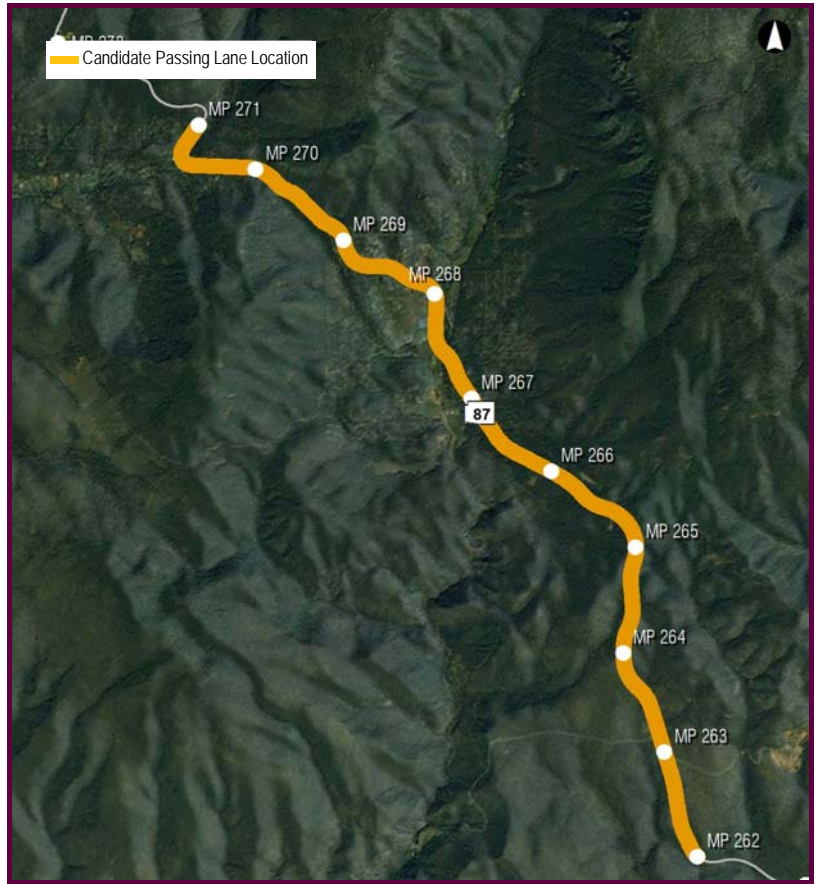 Candidate Passing Lane Location
MP 271
MP 270
MP 269
MP 268
MP 267
87
MP 266
MP 265
MP 264
MP 263
MP 262